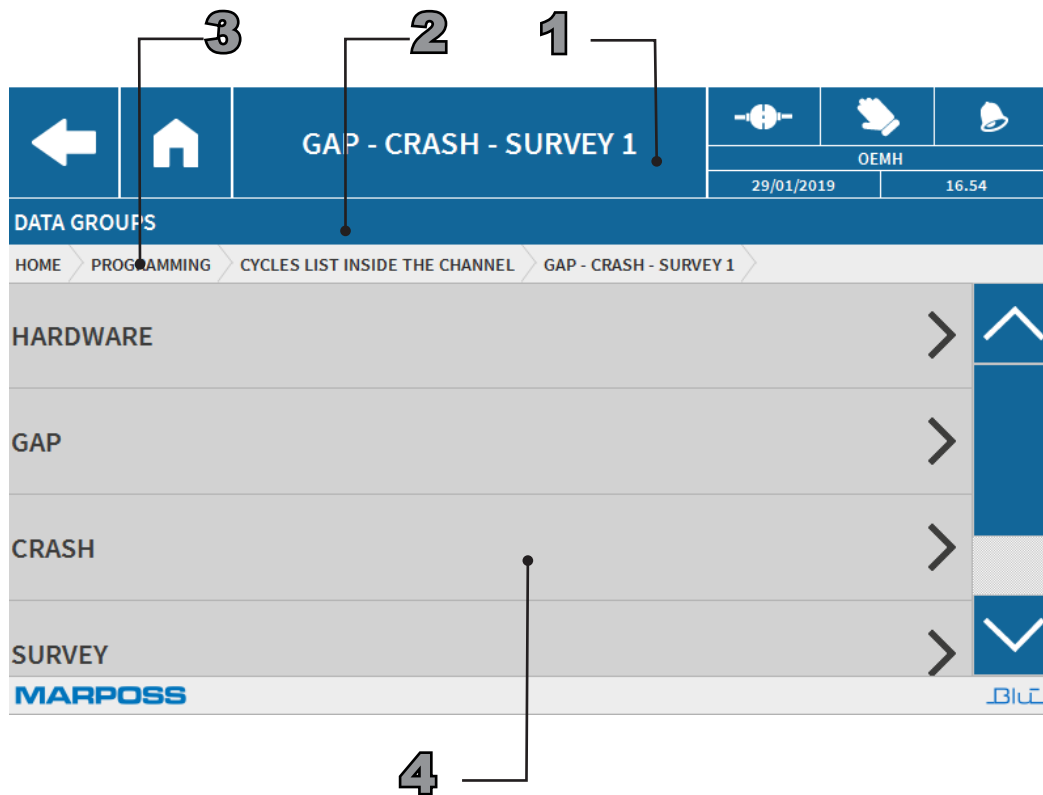 3 2 1
GAP - CRASH - SURVEY 1
OEMH
29/01/2019 16.54
DATA GROUPS
HOME PROGRAMMING CYCLES LIST INSIDE THE CHANNEL GAP - CRASH - SURVEY 1
HARDWARE
GAP
CRASH
SURVEY
MARPOSS Blú
4